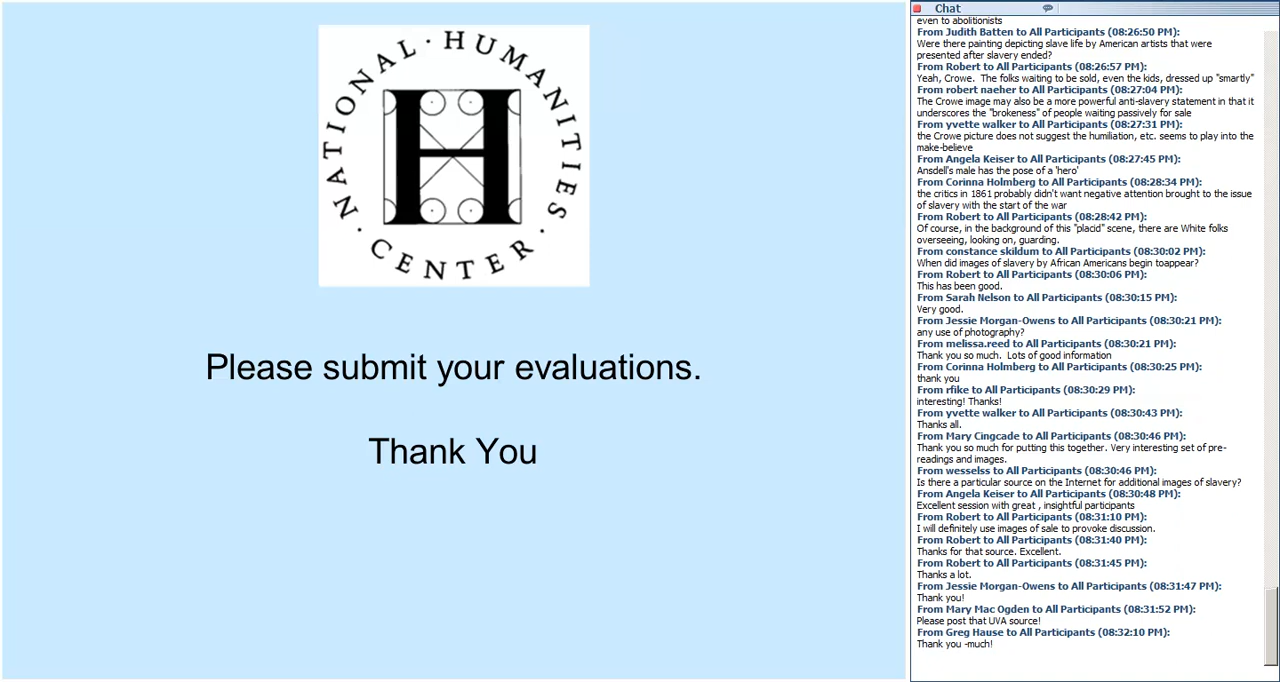 NATIONAL · HUMANITIES · CENTER ·
H
Please submit your evaluations.
Thank You
Chat
even to abolitionists
From Judith Batten to All Participants (08:26:50 PM):
Were there painting depicting slave life by American artists that were
presented after slavery ended?
From Robert to All Participants (08:26:57 PM):
Yeah, Crowe.  The folks waiting to be sold, even the kids, dressed up "smartly"
From robert naeher to All Participants (08:27:04 PM):
The Crowe image may also be a more powerful anti-slavery statement in that it
underscores the "brokeness" of people waiting passively for sale
From yvette walker to All Participants (08:27:31 PM):
the Crowe picture does not suggest the humiliation, etc. seems to play into the
make-believe
From Angela Keiser to All Participants (08:27:45 PM):
Ansdell's male has the pose of a 'hero'
From Corinna Holmberg to All Participants (08:28:34 PM):
the critics in 1861 probably didn't want negative attention brought to the issue
of slavery with the start of the war
From Robert to All Participants (08:28:42 PM):
Of course, in the background of this "placid" scene, there are White folks
overseeing, looking on, guarding.
From constance skildum to All Participants (08:30:02 PM):
When did images of slavery by African Americans begin toappear?
From Robert to All Participants (08:30:06 PM):
This has been good.
From Sarah Nelson to All Participants (08:30:15 PM):
Very good.
From Jessie Morgan-Owens to All Participants (08:30:21 PM):
any use of photography?
From melissa.reed to All Participants (08:30:21 PM):
Thank you so much.  Lots of good information
From Corinna Holmberg to All Participants (08:30:25 PM):
thank you
From rfike to All Participants (08:30:29 PM):
interesting! Thanks!
From yvette walker to All Participants (08:30:43 PM):
Thanks all.
From Mary Cingcade to All Participants (08:30:46 PM):
Thank you so much for putting this together. Very interesting set of pre-
readings and images.
From wesselss to All Participants (08:30:46 PM):
Is there a particular source on the Internet for additional images of slavery?
From Angela Keiser to All Participants (08:30:48 PM):
Excellent session with great , insightful participants
From Robert to All Participants (08:31:10 PM):
I will definitely use images of sale to provoke discussion.
From Robert to All Participants (08:31:40 PM):
Thanks for that source. Excellent.
From Robert to All Participants (08:31:45 PM):
Thanks a lot.
From Jessie Morgan-Owens to All Participants (08:31:47 PM):
Thank you!
From Mary Mac Ogden to All Participants (08:31:52 PM):
Please post that UVA source!
From Greg Hause to All Participants (08:32:10 PM):
Thank you -much!